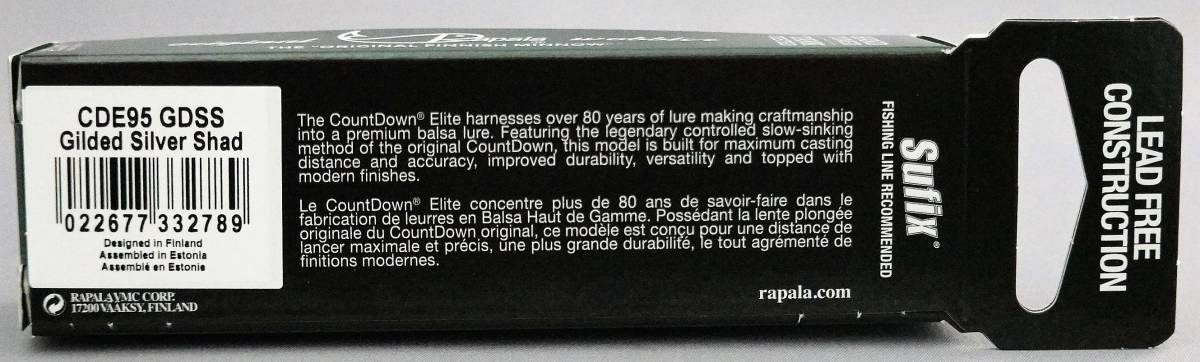 original Rapala wobbler
THE "ORIGINAL FINNISH MINNOW"
CDE95 GDSS
Gilded Silver Shad
022677 332789
Designed in Finland
Assembled in Estonia
Assemblé en Estonie
RAPALA VMC CORP.
17200 VÄÄKSY, FINLAND
The CountDown® Elite harnesses over 80 years of lure making craftmanship
into a premium balsa lure. Featuring the legendary controlled slow-sinking
method of the original CountDown, this model is built for maximum casting
distance and accuracy, improved durability, versatility and topped with
modern finishes.
Le CountDown® Elite concentre plus de 80 ans de savoir-faire dans le
fabrication de leurres en Balsa Haut de Gamme. Possédant la lente plongée
originale du CountDown original, ce modèle est conçu pour une distance de
lancer maximale et précis, une plus grande durabilité, le tout agrémenté de
finitions modernes.
rapala.com
Sufix®
FISHING LINE RECOMMENDED
LEAD FREE
CONSTRUCTION